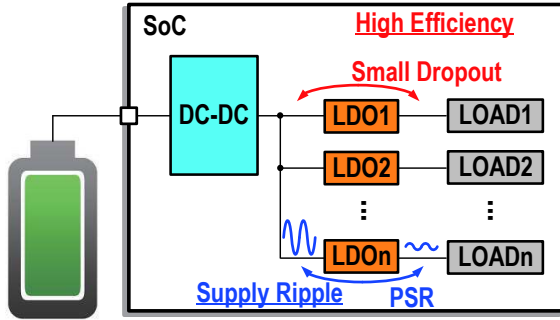 SoC
High Efficiency
Small Dropout
DC-DC
LDO1
LOAD1
LDO2
LOAD2
LDOn
LOADn
Supply Ripple
PSR